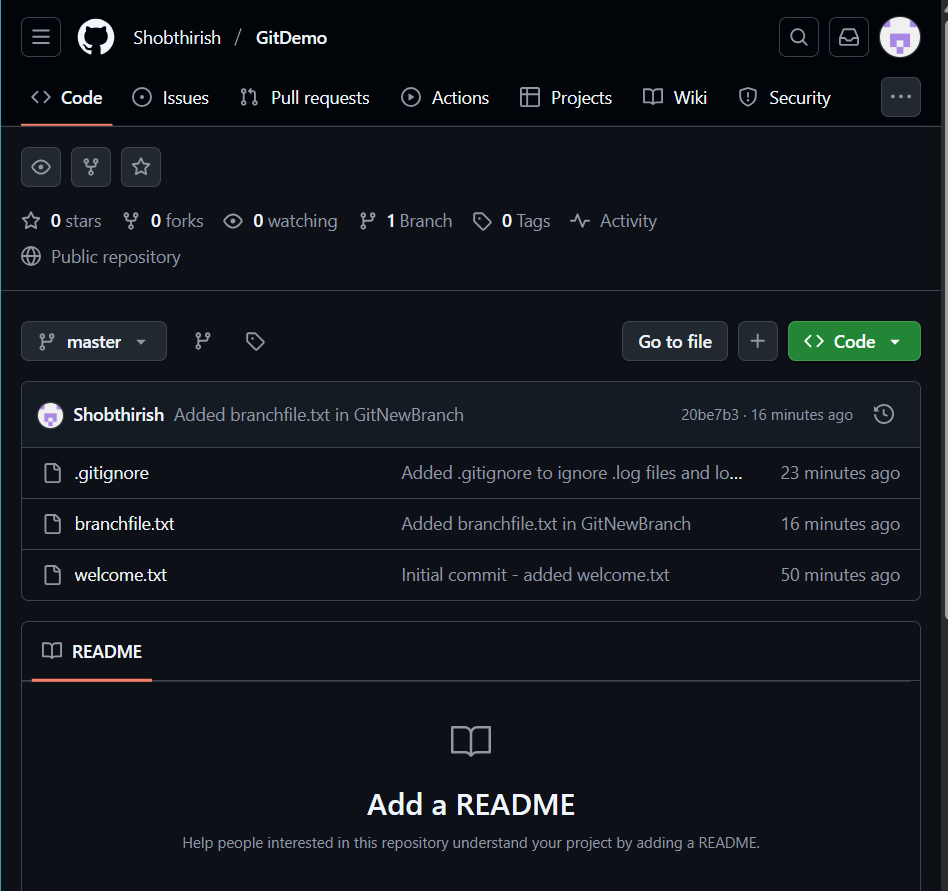 Shobthirish / GitDemo
Code Issues Pull requests Actions Projects Wiki Security
0 stars 0 forks 0 watching 1 Branch 0 Tags Activity
Public repository
master Go to file Code
Shobthirish Added branchfile.txt in GitNewBranch 20be7b3 · 16 minutes ago
.gitignore Added .gitignore to ignore .log files and lo... 23 minutes ago
branchfile.txt Added branchfile.txt in GitNewBranch 16 minutes ago
welcome.txt Initial commit - added welcome.txt 50 minutes ago
README
Add a README
Help people interested in this repository understand your project by adding a README.